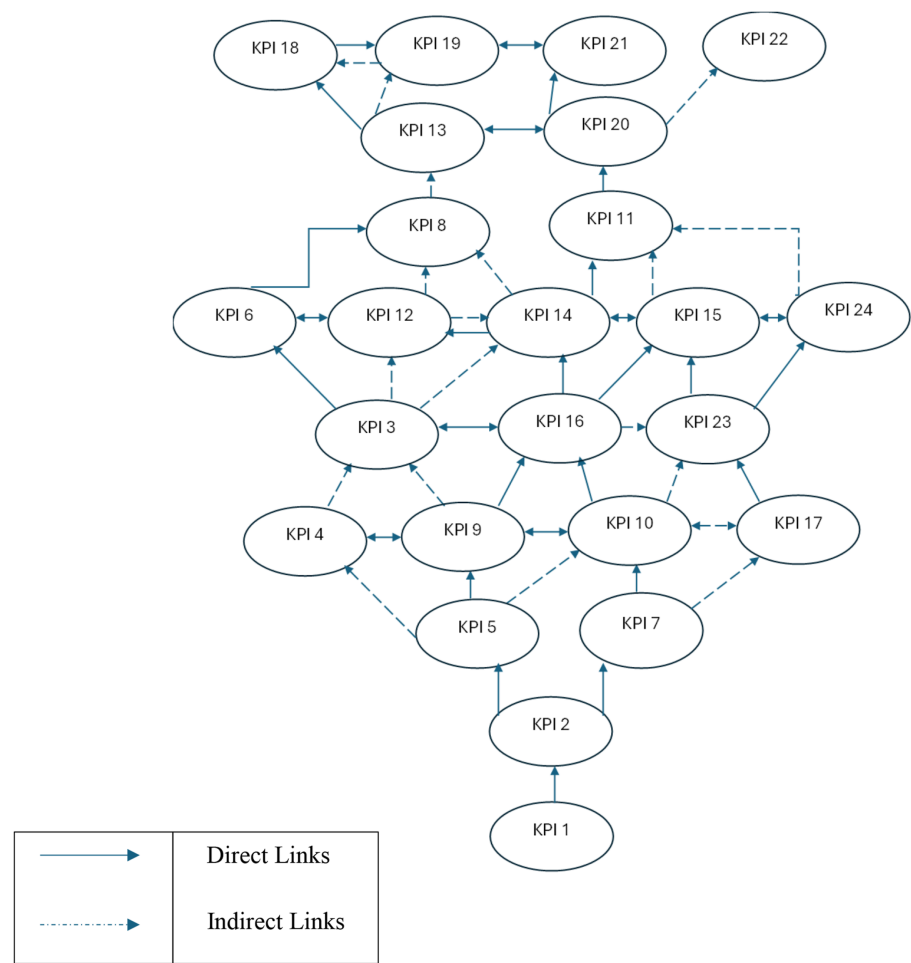 KPI 18
KPI 19
KPI 21
KPI 22
KPI 13
KPI 20
KPI 8
KPI 11
KPI 6
KPI 12
KPI 14
KPI 15
KPI 24
KPI 3
KPI 16
KPI 23
KPI 4
KPI 9
KPI 10
KPI 17
KPI 5
KPI 7
KPI 2
KPI 1
Direct Links
Indirect Links